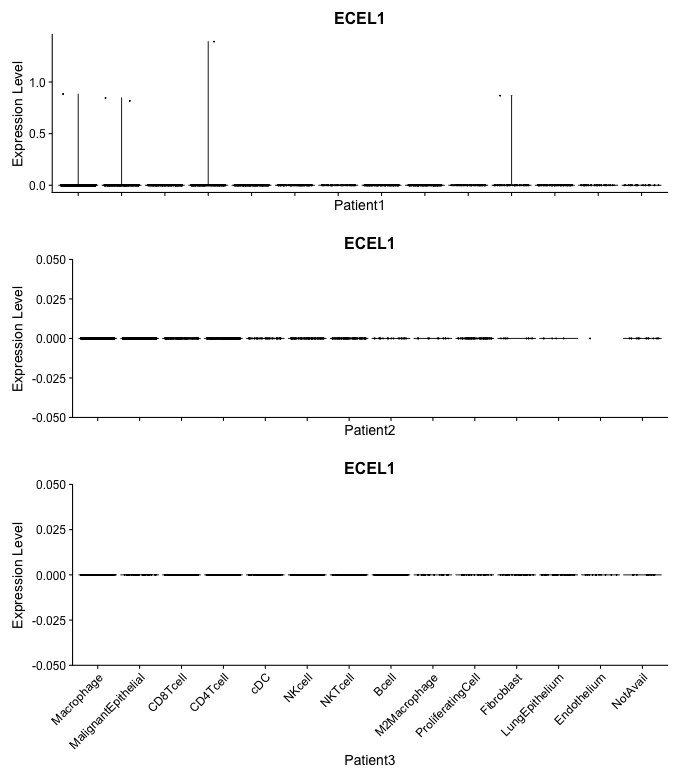 ECEL1
Expression Level
1.0
0.5
0.0
Patient1
ECEL1
Expression Level
0.050
0.025
0.000
-0.025
-0.050
Patient2
ECEL1
Expression Level
0.050
0.025
0.000
-0.025
-0.050
Macrophage
MalignantEpithelial
CD8Tcell
CD4Tcell
cDC
NKcell
NKTcell
Bcell
M2Macrophage
ProliferatingCell
Fibroblast
LungEpithelium
Endothelium
NotAvail
Patient3